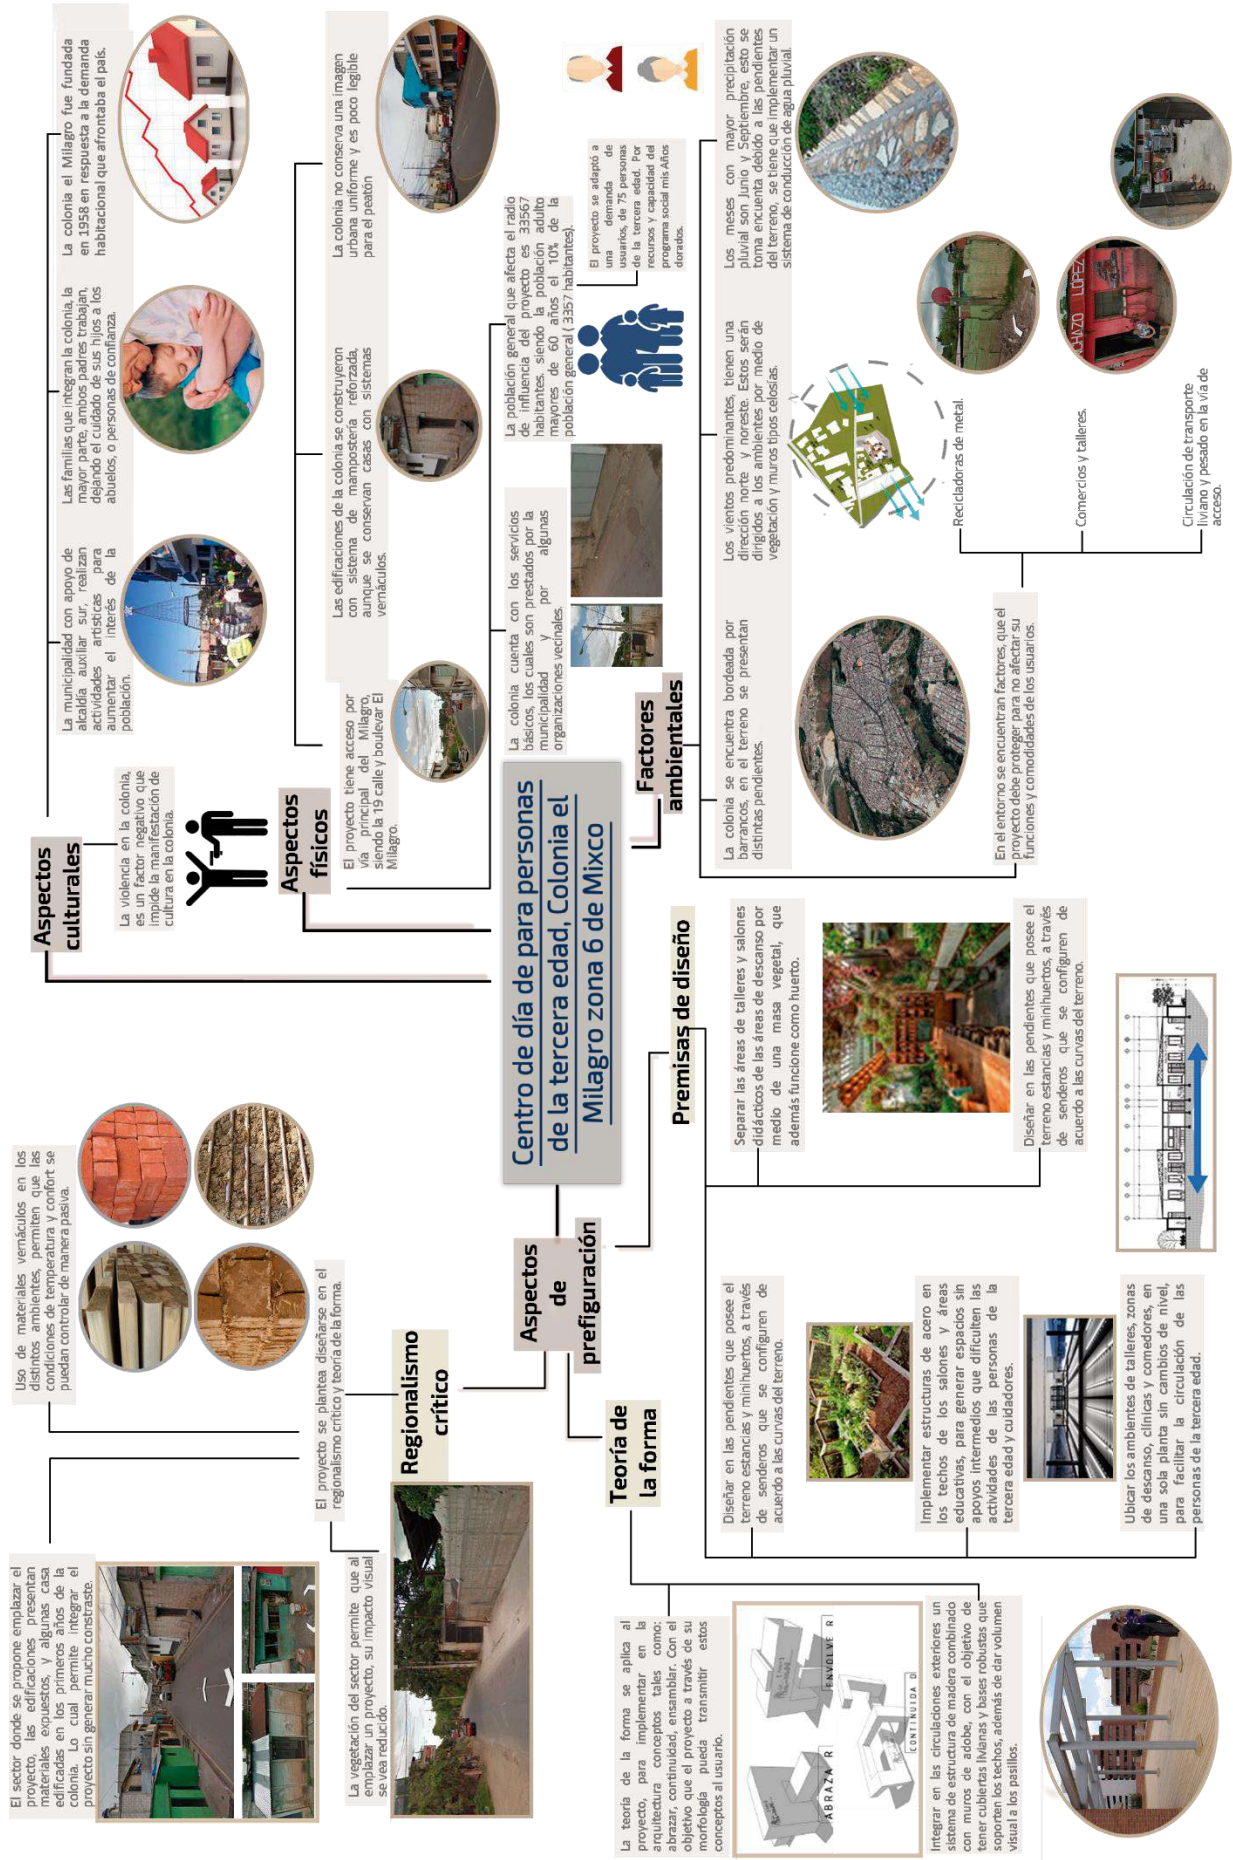 El sector donde se propone emplazar el
proyecto, las edificaciones presentan
materiales expuestos, y algunas casa
edificadas en los primeros años de la
colonia. Lo cual permite integrar el
proyecto sin generar mucho constraste.
Uso de materiales vernáculos en los
distintos ambientes, permiten que las
condiciones de temperatura y confort se
puedan controlar de manera pasiva.
El proyecto se plantea diseñarse en el
regionalismo crítico y teoría de la forma.
La vegetación del sector permite que al
emplazar un proyecto, su impacto visual
se vea reducido.
Regionalismo
crítico
Aspectos
culturales
La violencia en la colonia,
es un factor negativo que
impide la manifestación de
cultura en la colonia.
La municipalidad con apoyo de
alcaldía auxiliar sur, realizan
actividades artísticas para
aumentar el interés de la
población.
Las familias que integran la colonia, la
mayor parte, ambos padres trabajan,
dejando el cuidado de sus hijos a los
abuelos, o personas de confianza.
La colonia el Milagro fue fundada
en 1958 en respuesta a la demanda
habitacional que afrontaba el país.
Aspectos
físicos
El proyecto tiene acceso por
vía principal del Milagro,
siendo la 19 calle y boulevar El
Milagro.
Las edificaciones de la colonia se construyeron
con sistema de mampostería reforzada,
aunque se conservan casas con sistemas
vernáculos.
La colonia no conserva una imagen
urbana uniforme y es poco legible
para el peatón
La colonia cuenta con los servicios
básicos, los cuales son prestados por la
municipalidad y por algunas
organizaciones vecinales.
La población general que afecta el radio
de influencia del proyecto es 33567
habitantes. siendo la población adulto
mayores de 60 años el 10% de la
población general ( 3357 habitantes).
El proyecto se adaptó a
una demanda de
usuarios, de 75 personas
de la tercera edad. Por
recursos y capacidad del
programa social mis Años
dorados.
Centro de día de para personas
de la tercera edad, Colonia el
Milagro zona 6 de Mixco
Aspectos
de
prefiguración
Teoría de
la forma
La teoría de la forma se aplica al
proyecto, para implementar en la
arquitectura conceptos tales como:
abrazar, continuidad, ensamblar. Con el
objetivo que el proyecto a través de su
morfología pueda transmitir estos
conceptos al usuario.
ABRAZA R
ENVOLVE R
CONTINUIDA D
Integrar en las circulaciones exteriores un
sistema de estructura de madera combinado
con muros de adobe, con el objetivo de
tener cubiertas livianas y bases robustas que
soporten los techos, además de dar volumen
visual a los pasillos.
Premisas de diseño
Diseñar en las pendientes que posee el
terreno estancias y minihuertos, a través
de senderos que se configuren de
acuerdo a las curvas del terreno.
Implementar estructuras de acero en
los techos de los salones y áreas
educativas, para generar espacios sin
apoyos intermedios que dificulten las
actividades de las personas de la
tercera edad y cuidadores.
Ubicar los ambientes de talleres, zonas
de descanso, clínicas y comedores, en
una sola planta sin cambios de nivel,
para facilitar la circulación de las
personas de la tercera edad.
Separar las áreas de talleres y salones
didácticos de las áreas de descanso por
medio de una masa vegetal, que
además funcione como huerto.
Diseñar en las pendientes que posee el
terreno estancias y minihuertos, a través
de senderos que se configuren de
acuerdo a las curvas del terreno.
Factores
ambientales
La colonia se encuentra bordeada por
barrancos, en el terreno se presentan
distintas pendientes.
Los vientos predominantes, tienen una
dirección norte y noreste. Estos serán
dirigidos a los ambientes por medio de
vegetación y muros tipos celosías.
Los meses con mayor precipitación
pluvial son Junio y Septiembre, esto se
toma encuenta debido a las pendientes
del terreno, se tiene que implementar un
sistema de conducción de agua pluvial.
En el entorno se encuentran factores, que el
proyecto debe proteger para no afectar su
funciones y comodidades de los usuarios.
Recicladoras de metal.
Comercios y talleres.
CHAZO LOPEZ
Circulación de transporte
liviano y pesado en la vía de
acceso.